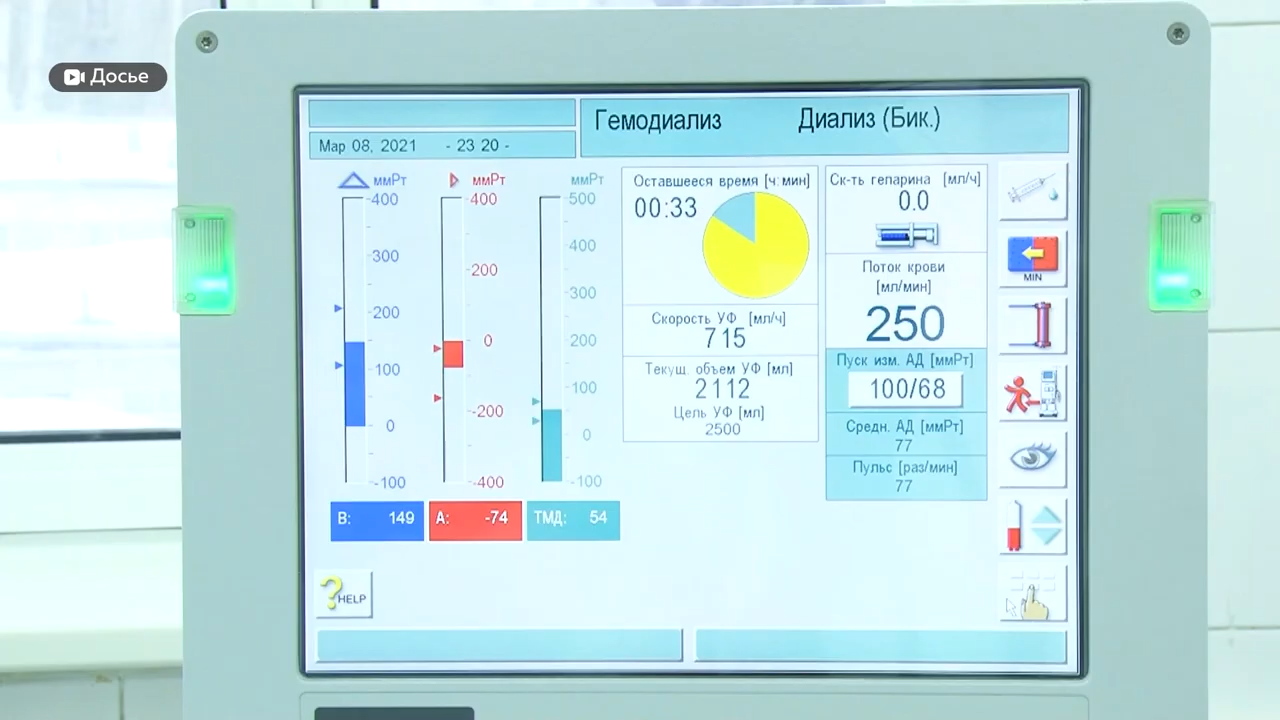 Досье
Гемодиализ Диализ (Бик.)
Мар 08, 2021 - 23 20 -
ммРт ммРт ммРт
400 400 500
300 200 400
200 0 300
100 -200 200
0 -400 100
-100 0
-100
Оставшееся время [ч:мин]
00:33
Скорость УФ [мл/ч]
715
Текущ. объем УФ [мл]
2112
Цель УФ [мл]
2500
Ск-ть гепарина [мл/ч]
0.0
Поток крови
[мл/мин]
250
Пуск изм. АД [ммРт]
100/68
Средн. АД [ммРт]
77
Пульс [раз/мин]
77
MIN
В: 149 А: -74 ТМД: 54
? HELP